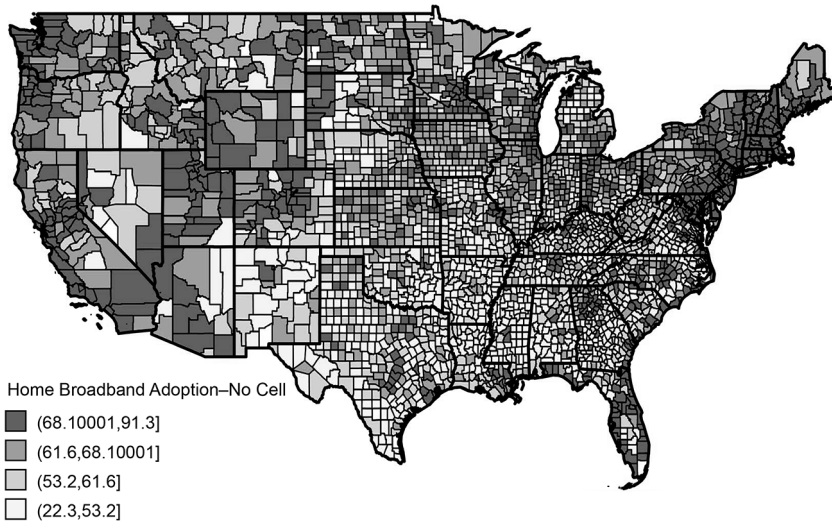 Home Broadband Adoption–No Cell
(68.10001,91.3]
(61.6,68.10001]
(53.2,61.6]
(22.3,53.2]